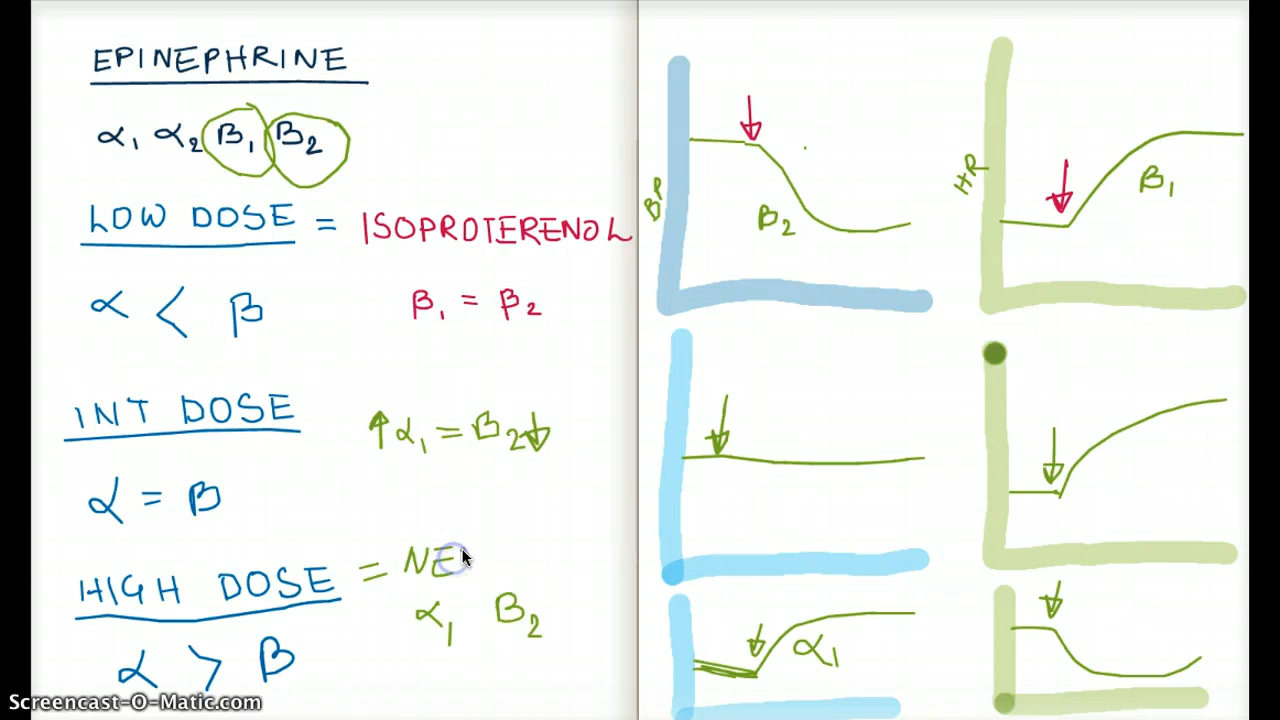 EPINEPHRINE
α₁ α₂ β₁ β₂
LOW DOSE = ISOPROTERENOL
α < β
β₁ = β₂
INT DOSE
↑α₁ = β₂↓
α = β
HIGH DOSE = NE
α₁ β₂
α > β
BP
β₂
HR
β₁
α₁
Screencast-O-Matic.com